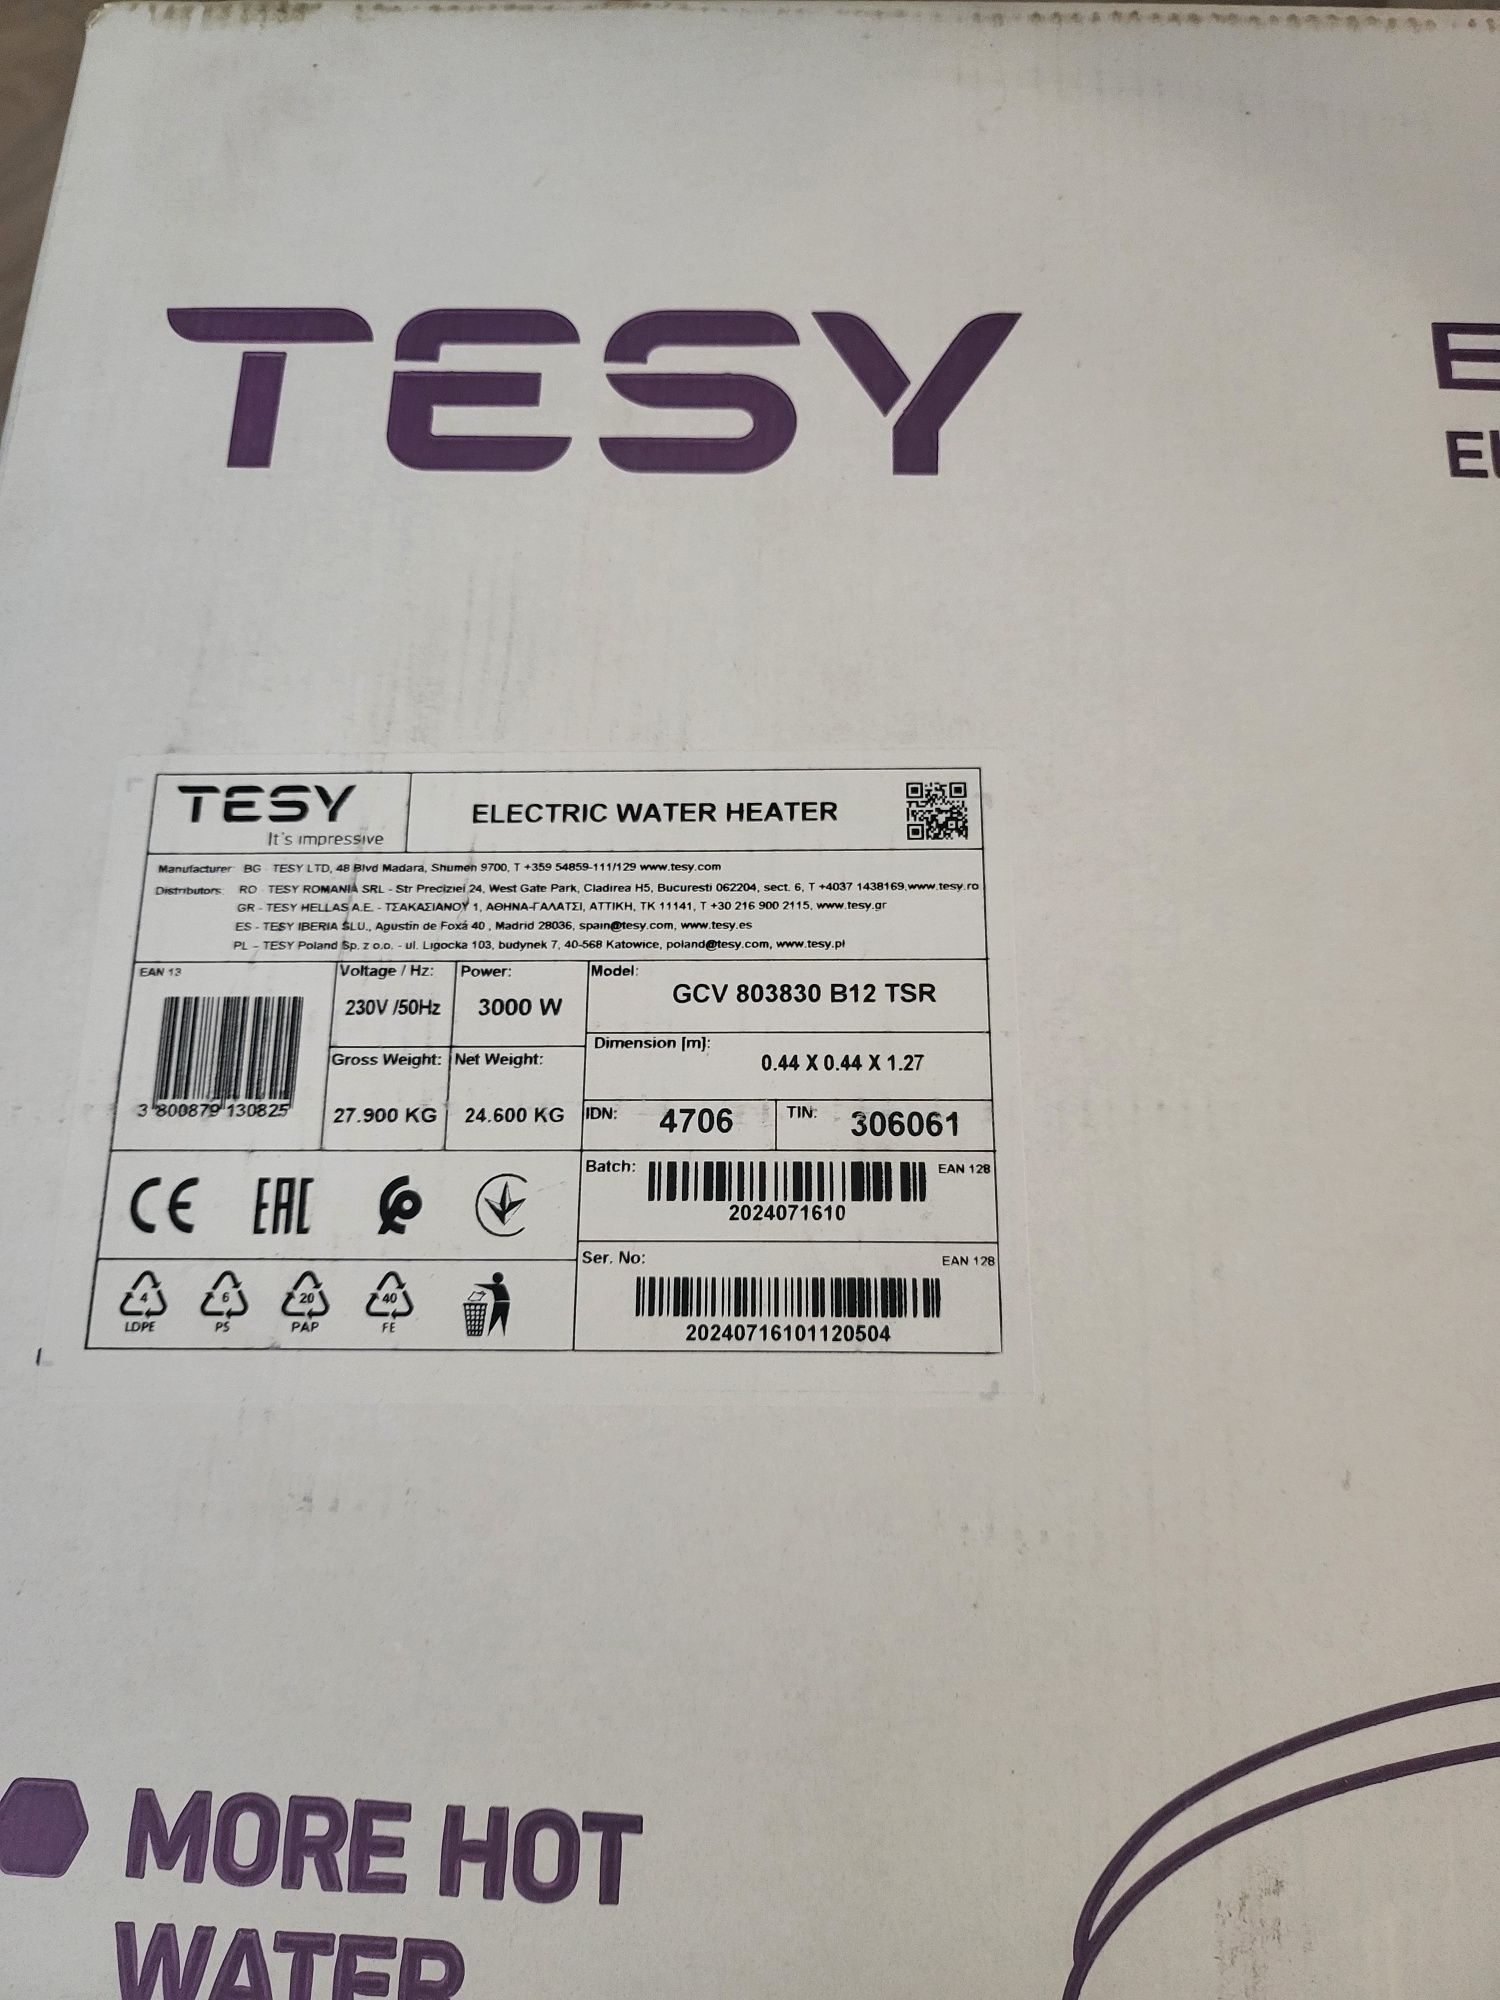 TESY
El
TESY
It's impressive
ELECTRIC WATER HEATER
Manufacturer: BG - TESY LTD, 48 Blvd Madara, Shumen 9700, T +359 54859-111/129 www.tesy.com
Distributors: RO - TESY ROMANIA SRL - Str Preciziei 24, West Gate Park, Cladirea H5, Bucuresti 062204, sect. 6, T +4037 1438169,www.tesy.ro
GR - TESY HELLAS A.E. - ΤΣΑΚΑΣΙΑΝΟΥ 1, ΑΘΗΝΑ-ΓΑΛΑΤΣΙ, ΑΤΤΙΚΗ, ΤΚ 11141, T +30 216 900 2115, www.tesy.gr
ES - TESY IBERIA SLU., Agustin de Foxá 40 , Madrid 28036, spain@tesy.com, www.tesy.es
PL - TESY Poland Sp. z o.o. - ul. Ligocka 103, budynek 7, 40-568 Katowice, poland@tesy.com, www.tesy.pl
EAN 13
3 800879 130825
Voltage / Hz:
230V /50Hz
Power:
3000 W
Model:
GCV 803830 B12 TSR
Gross Weight:
27.900 KG
Net Weight:
24.600 KG
Dimension [m]:
0.44 X 0.44 X 1.27
IDN:
4706
TIN:
306061
CE
EAC
Batch:
EAN 128
2024071610
4
LDPE
6
PS
20
PAP
40
FE
Ser. No:
EAN 128
20240716101120504
MORE HOT
WATER